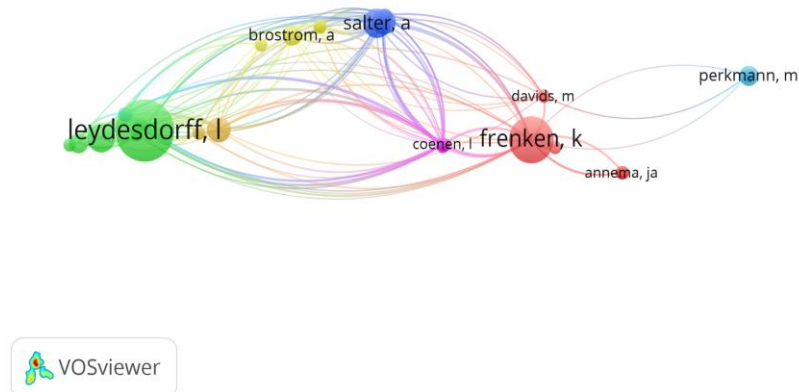 salter, a
brostrom, a
perkmann, m
davids, m
leydesdorff, l
frenken, k
coenen, l
annema, ja
VOSviewer